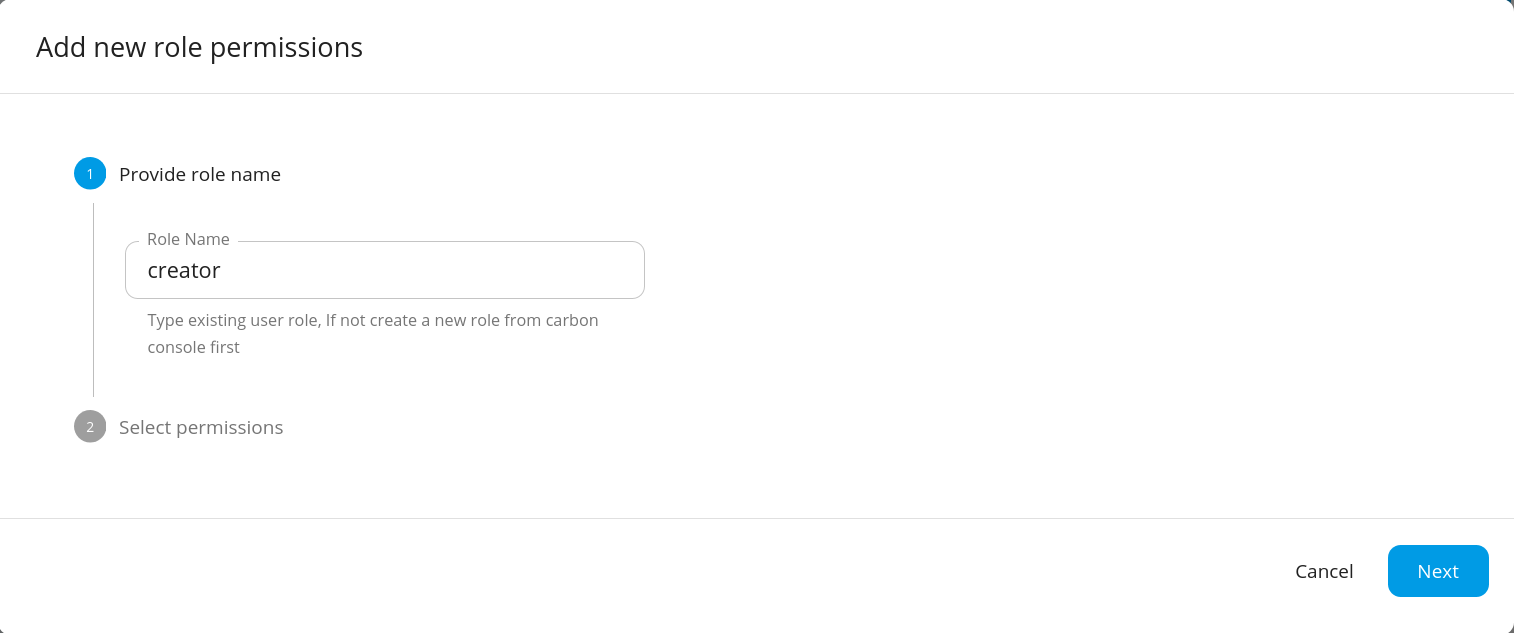 Add new role permissions
1 Provide role name
Role Name
creator
Type existing user role, If not create a new role from carbon
console first
2 Select permissions
Cancel Next